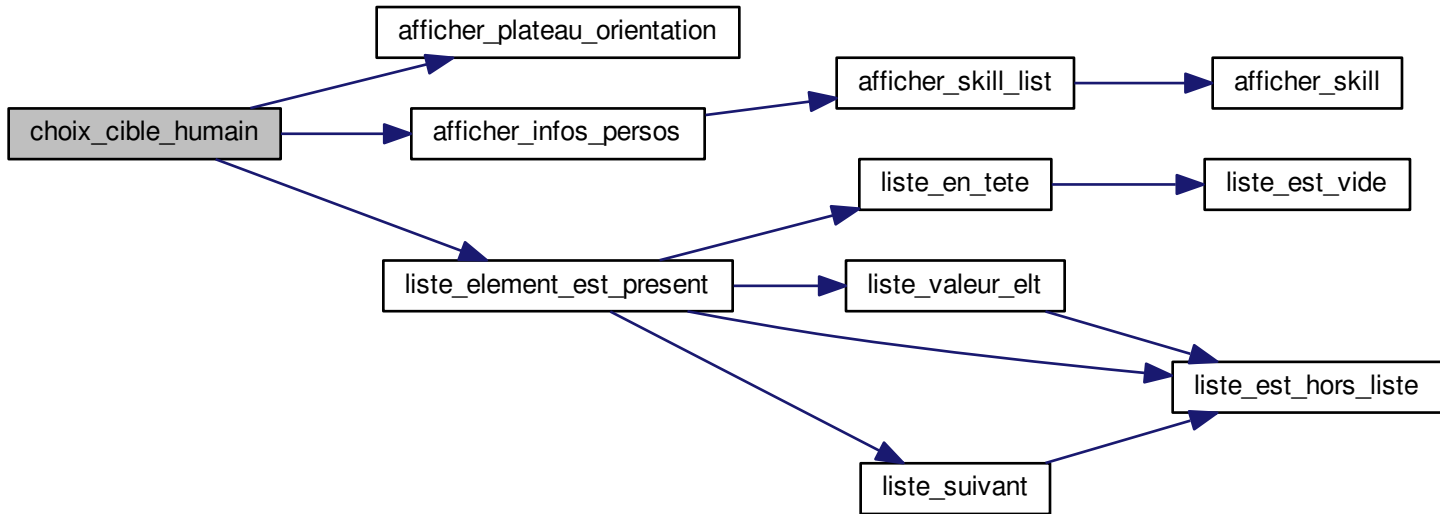 afficher_plateau_orientation
afficher_skill_list
afficher_skill
choix_cible_humain
afficher_infos_persos
liste_en_tete
liste_est_vide
liste_element_est_present
liste_valeur_elt
liste_est_hors_liste
liste_suivant